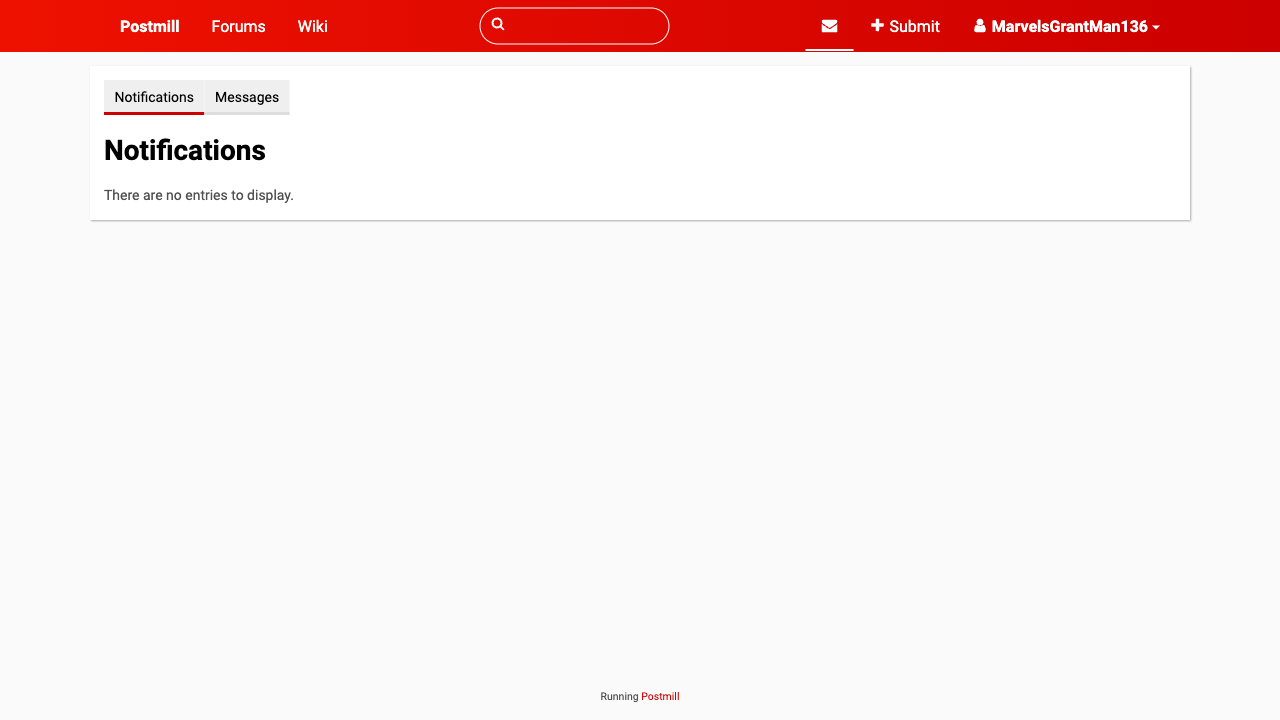 Postmill Forums Wiki Submit MarvelsGrantMan136
Notifications Messages
Notifications
There are no entries to display.
Running Postmill